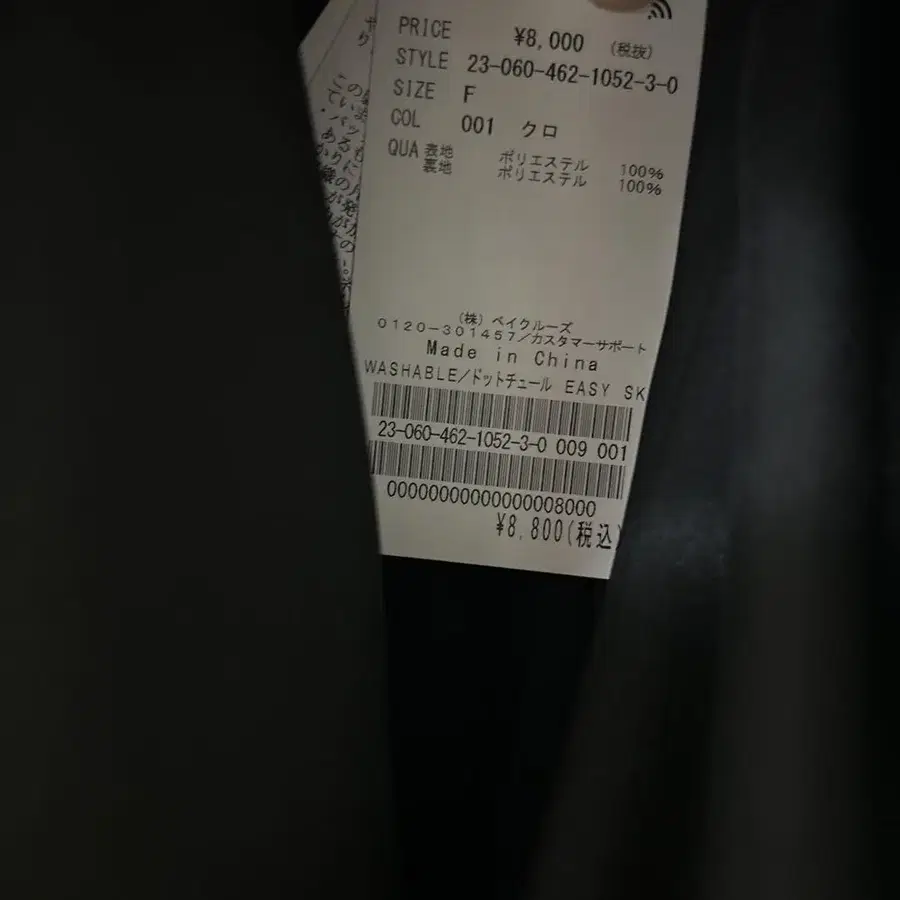 PRICE ¥8,000 (税抜)
STYLE 23-060-462-1052-3-0
SIZE F
COL 001 クロ
QUA 表地 ポリエステル 100%
裏地 ポリエステル 100%
(株) ベイクルーズ
0120-301457/カスタマーサポート
Made in China
WASHABLE/ドットチュール EASY SK
23-060-462-1052-3-0 009 001
00000000000000008000
¥8,800(税込)